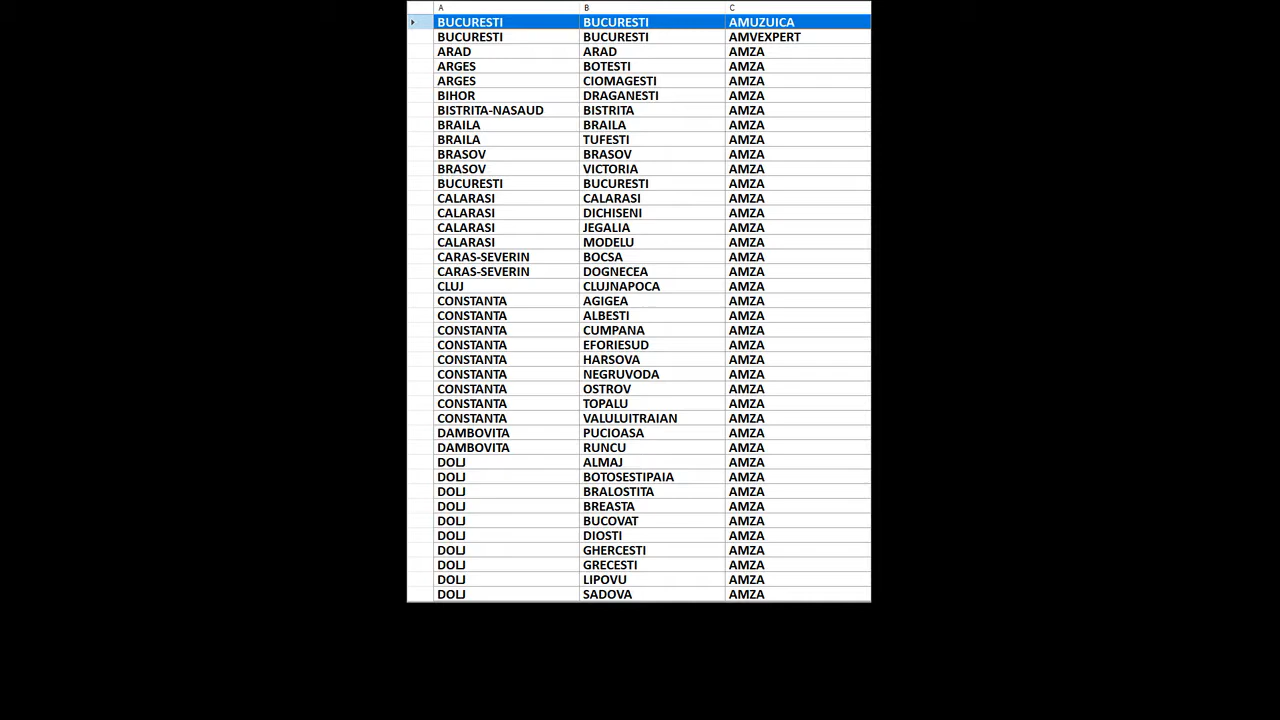 A B C
BUCURESTI BUCURESTI AMUZUICA
BUCURESTI BUCURESTI AMVEXPERT
ARAD ARAD AMZA
ARGES BOTESTI AMZA
ARGES CIOMAGESTI AMZA
BIHOR DRAGANESTI AMZA
BISTRITA-NASAUD BISTRITA AMZA
BRAILA BRAILA AMZA
BRAILA TUFESTI AMZA
BRASOV BRASOV AMZA
BRASOV VICTORIA AMZA
BUCURESTI BUCURESTI AMZA
CALARASI CALARASI AMZA
CALARASI DICHISENI AMZA
CALARASI JEGALIA AMZA
CALARASI MODELU AMZA
CARAS-SEVERIN BOCSA AMZA
CARAS-SEVERIN DOGNECEA AMZA
CLUJ CLUJNAPOCA AMZA
CONSTANTA AGIGEA AMZA
CONSTANTA ALBESTI AMZA
CONSTANTA CUMPANA AMZA
CONSTANTA EFORIESUD AMZA
CONSTANTA HARSOVA AMZA
CONSTANTA NEGRUVODA AMZA
CONSTANTA OSTROV AMZA
CONSTANTA TOPALU AMZA
CONSTANTA VALULUITRAIAN AMZA
DAMBOVITA PUCIOASA AMZA
DAMBOVITA RUNCU AMZA
DOLJ ALMAJ AMZA
DOLJ BOTOSESTIPAIA AMZA
DOLJ BRALOSTITA AMZA
DOLJ BREASTA AMZA
DOLJ BUCOVAT AMZA
DOLJ DIOSTI AMZA
DOLJ GHERCESTI AMZA
DOLJ GRECESTI AMZA
DOLJ LIPOVU AMZA
DOLJ SADOVA AMZA